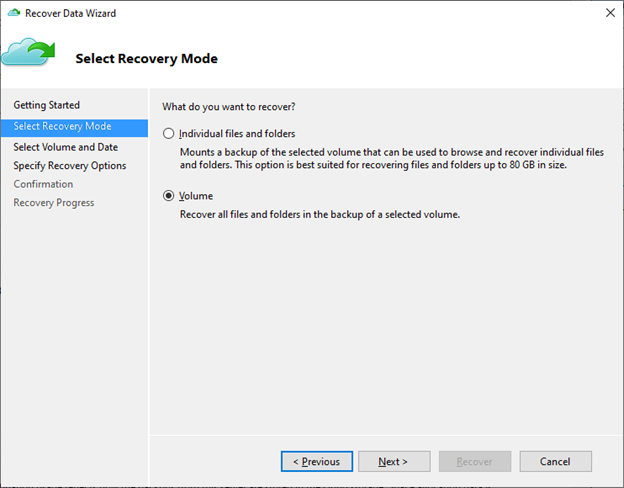 Recover Data Wizard
Select Recovery Mode
Getting Started
Select Recovery Mode
Select Volume and Date
Specify Recovery Options
Confirmation
Recovery Progress
What do you want to recover?
Individual files and folders
Mounts a backup of the selected volume that can be used to browse and recover individual files
and folders. This option is best suited for recovering files and folders up to 80 GB in size.
Volume
Recover all files and folders in the backup of a selected volume.
< Previous
Next >
Recover
Cancel